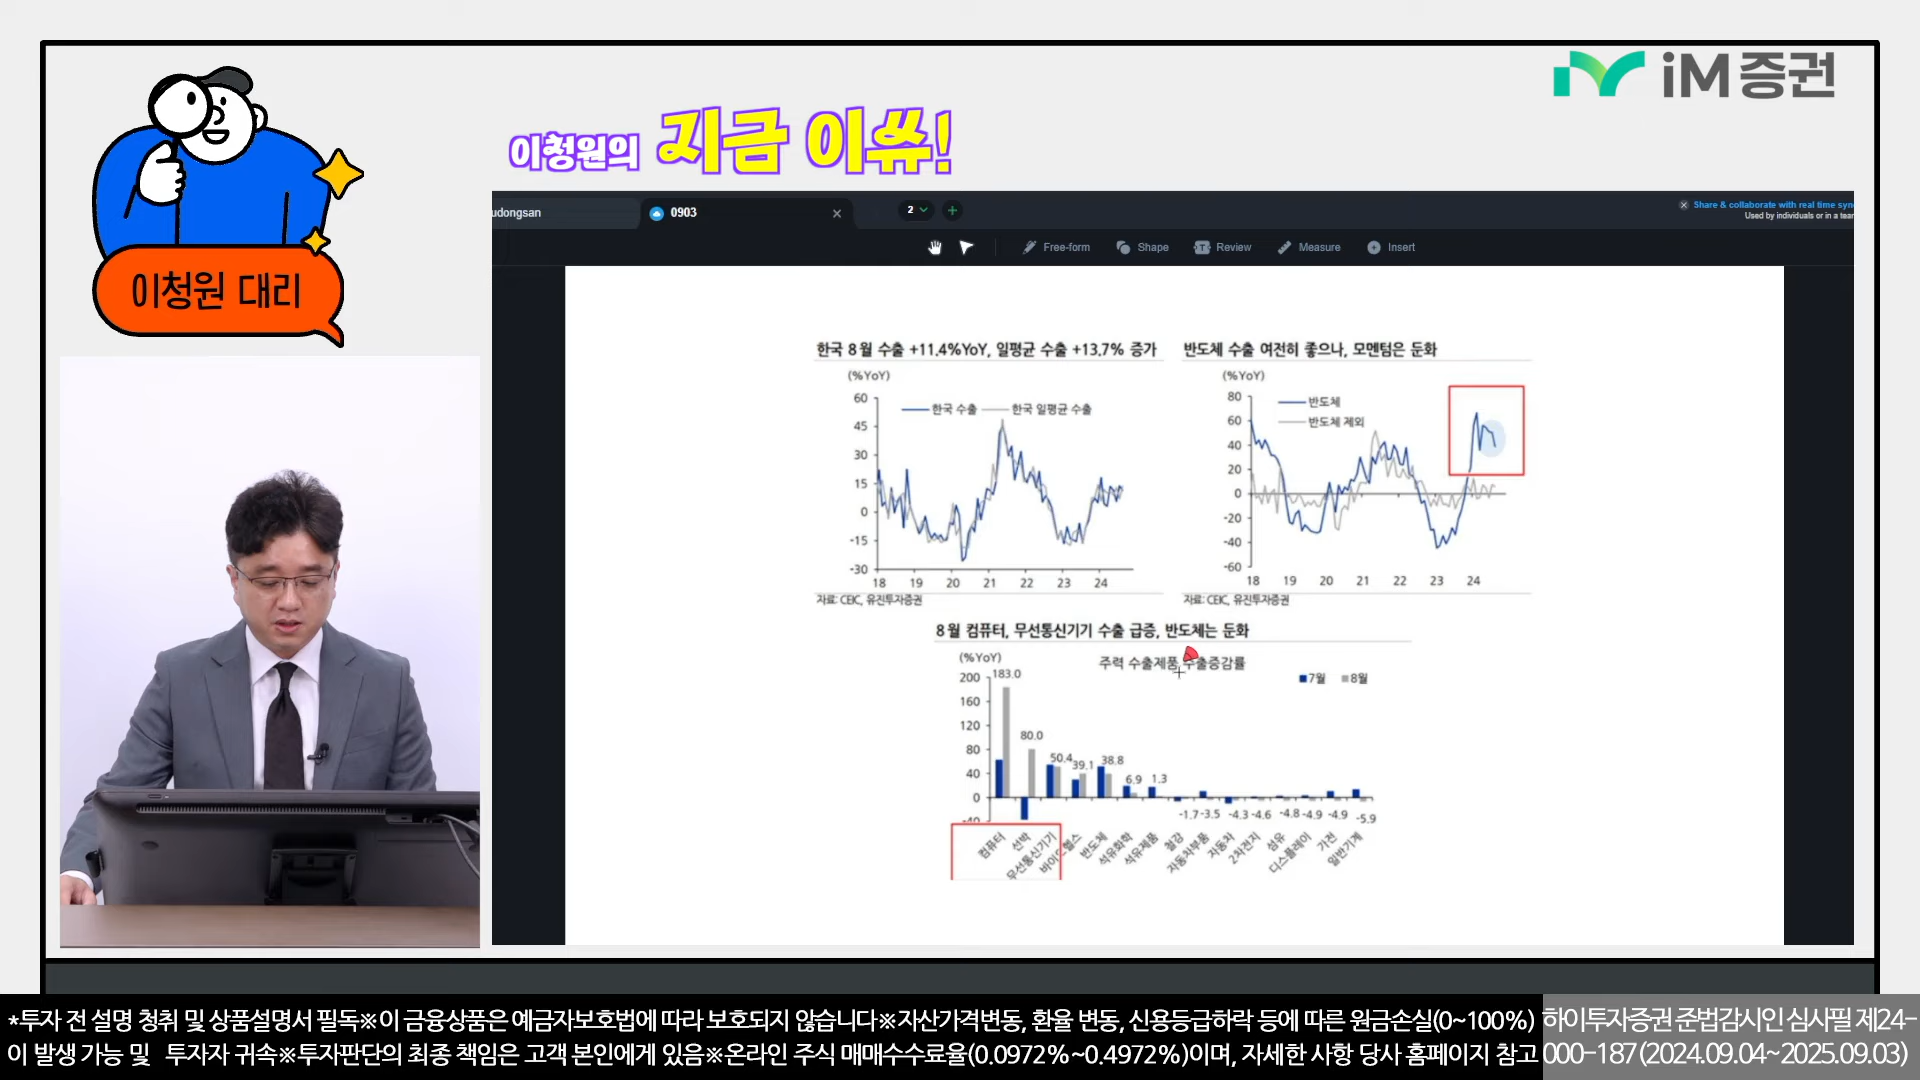 iM증권
이청원의 지금 이슈!
이청원 대리
udongsan
0903
2
Share & collaborate with real time syn
Used by individuals or in a tear
Free-form
Shape
Review
Measure
Insert
한국 8월 수출 +11.4%YoY, 일평균 수출 +13.7% 증가
(%YoY)
한국 수출
한국 일평균 수출
60
45
30
15
0
-15
-30
18 19 20 21 22 23 24
자료: CEIC, 유진투자증권
반도체 수출 여전히 좋으나, 모멘텀은 둔화
(%YoY)
반도체
반도체 제외
80
60
40
20
0
-20
-40
-60
18 19 20 21 22 23 24
자료: CEIC, 유진투자증권
8월 컴퓨터, 무선통신기기 수출 급증, 반도체는 둔화
(%YoY)
주력 수출제품 수출증감률
7월 8월
200
160
120
80
40
0
-40
183.0
80.0
50.4
39.1
38.8
6.9
1.3
-1.7
-3.5
-4.3
-4.6
-4.8
-4.9
-4.9
-5.9
컴퓨터
선박
무선통신기기
바이오헬스
반도체
석유화학
석유제품
철강
자동차부품
자동차
2차전지
섬유
디스플레이
가전
일반기계
*투자 전 설명 청취 및 상품설명서 필독※이 금융상품은 예금자보호법에 따라 보호되지 않습니다※자산가격변동, 환율 변동, 신용등급하락 등에 따른 원금손실(0~100%)
이 발생 가능 및 투자자 귀속※투자판단의 최종 책임은 고객 본인에게 있음※온라인 주식 매매수수료율(0.0972%~0.4972%)이며, 자세한 사항 당사 홈페이지 참고
하이투자증권 준법감시인 심사필 제24-
000-187(2024.09.04~2025.09.03)